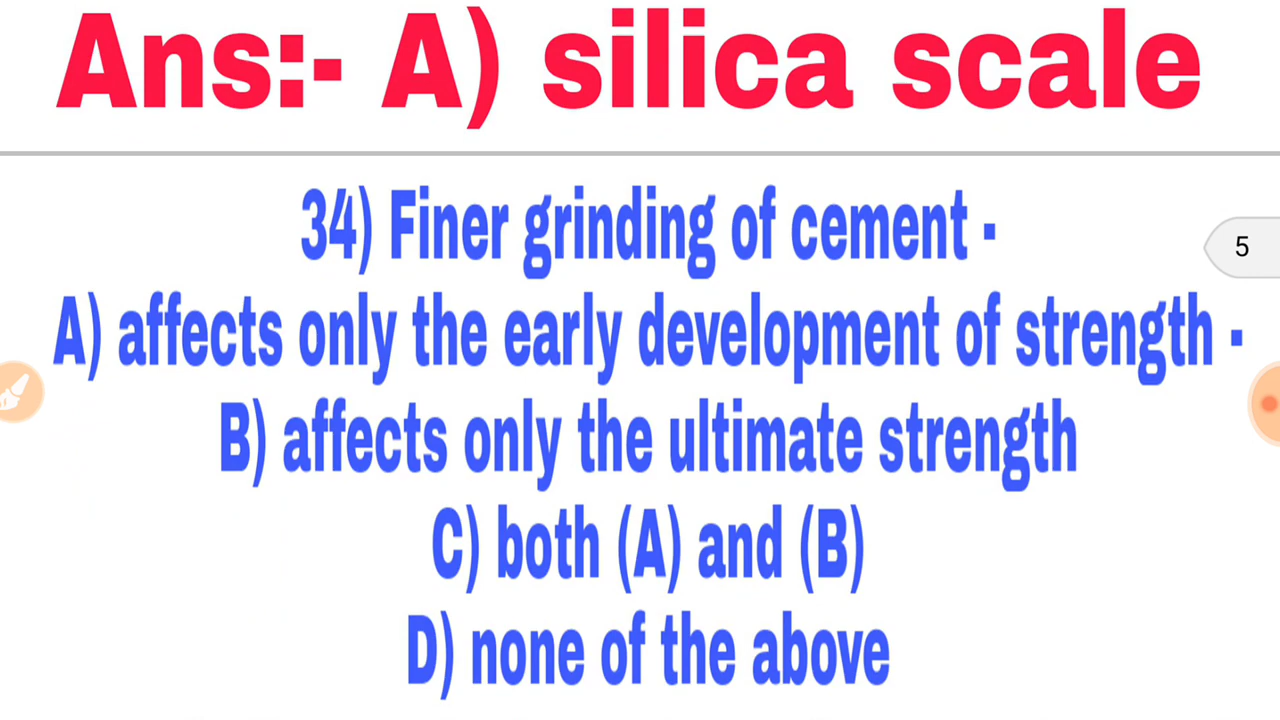 Ans:- A) silica scale
34) Finer grinding of cement -
5
A) affects only the early development of strength -
B) affects only the ultimate strength
C) both (A) and (B)
D) none of the above